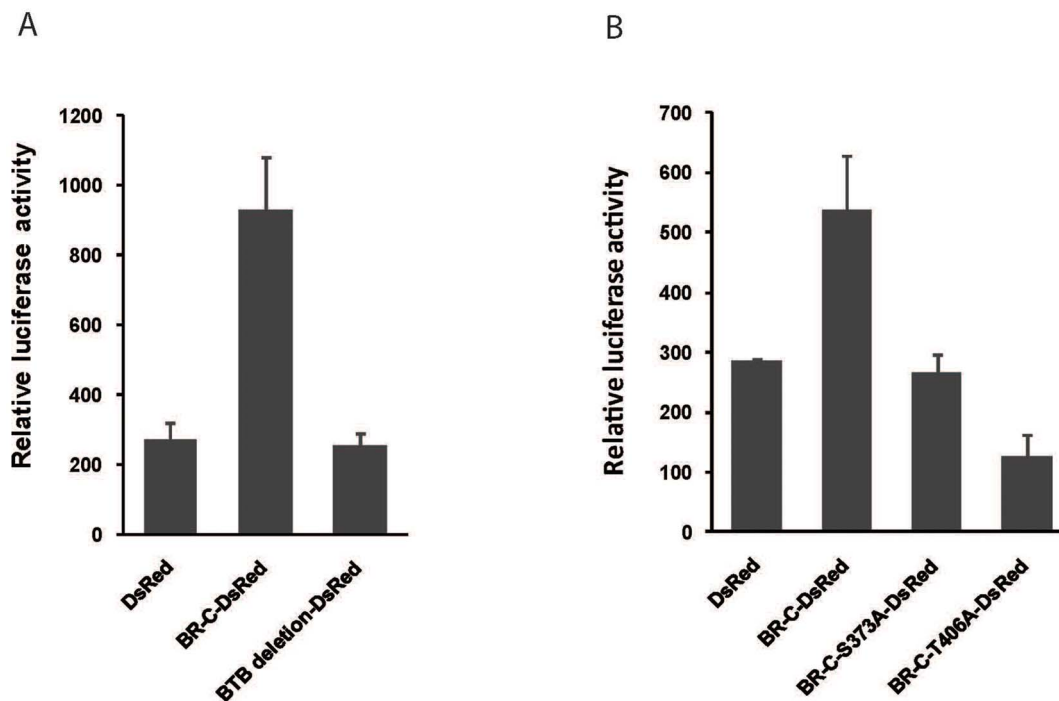 A
Relative luciferase activity
1200
1000
800
600
400
200
0
DsRed
BR-C-DsRed
BTB deletion-DsRed
B
Relative luciferase activity
700
600
500
400
300
200
100
0
DsRed
BR-C-DsRed
BR-C-S373A-DsRed
BR-C-T406A-DsRed